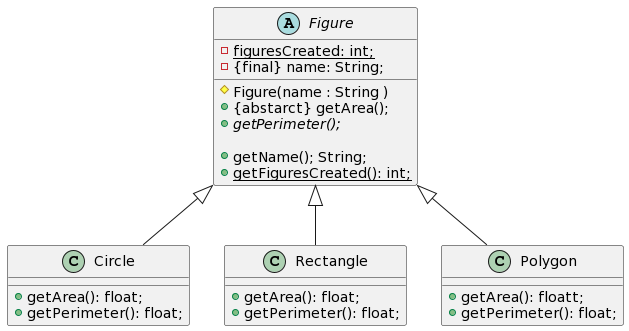 A Figure
figuresCreated: int;
{final} name: String;
Figure(name : String )
{abstarct} getArea();
getPerimeter();
getName(); String;
getFiguresCreated(): int;
C Circle
getArea(): float;
getPerimeter(): float;
C Rectangle
getArea(): float;
getPerimeter(): float;
C Polygon
getArea(): floatt;
getPerimeter(): float;